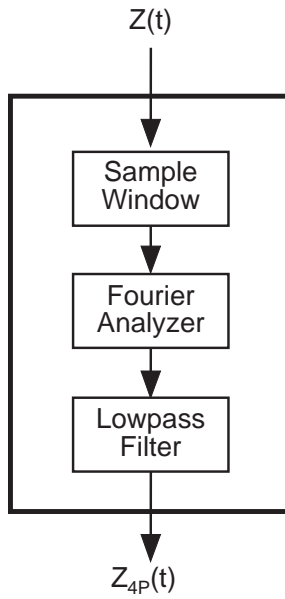 Z(t)
Sample
Window
Fourier
Analyzer
Lowpass
Filter
Z4P(t)